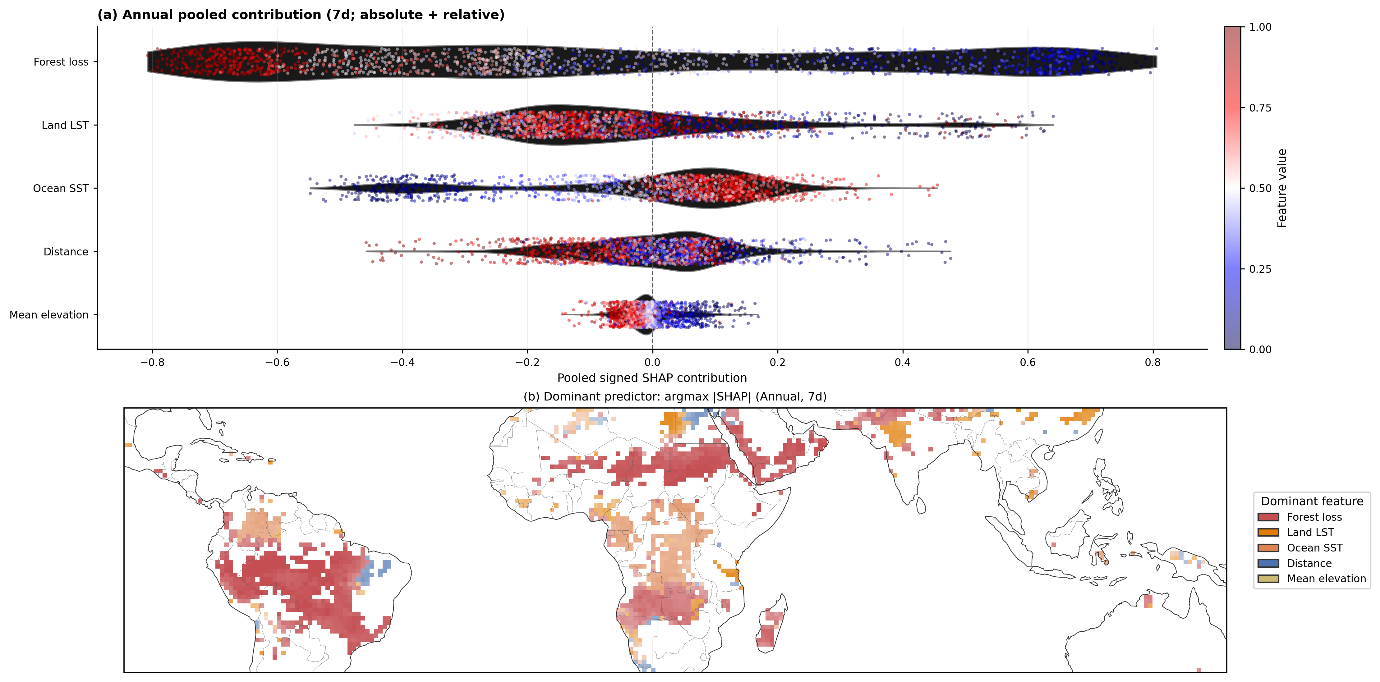 (a) Annual pooled contribution (7d; absolute + relative)
Forest loss
Land LST
Ocean SST
Distance
Mean elevation
−0.8 −0.6 −0.4 −0.2 0.0 0.2 0.4 0.6 0.8
Pooled signed SHAP contribution
1.00
0.75
0.50
0.25
0.00
Feature value
(b) Dominant predictor: argmax |SHAP| (Annual, 7d)
Dominant feature
Forest loss
Land LST
Ocean SST
Distance
Mean elevation